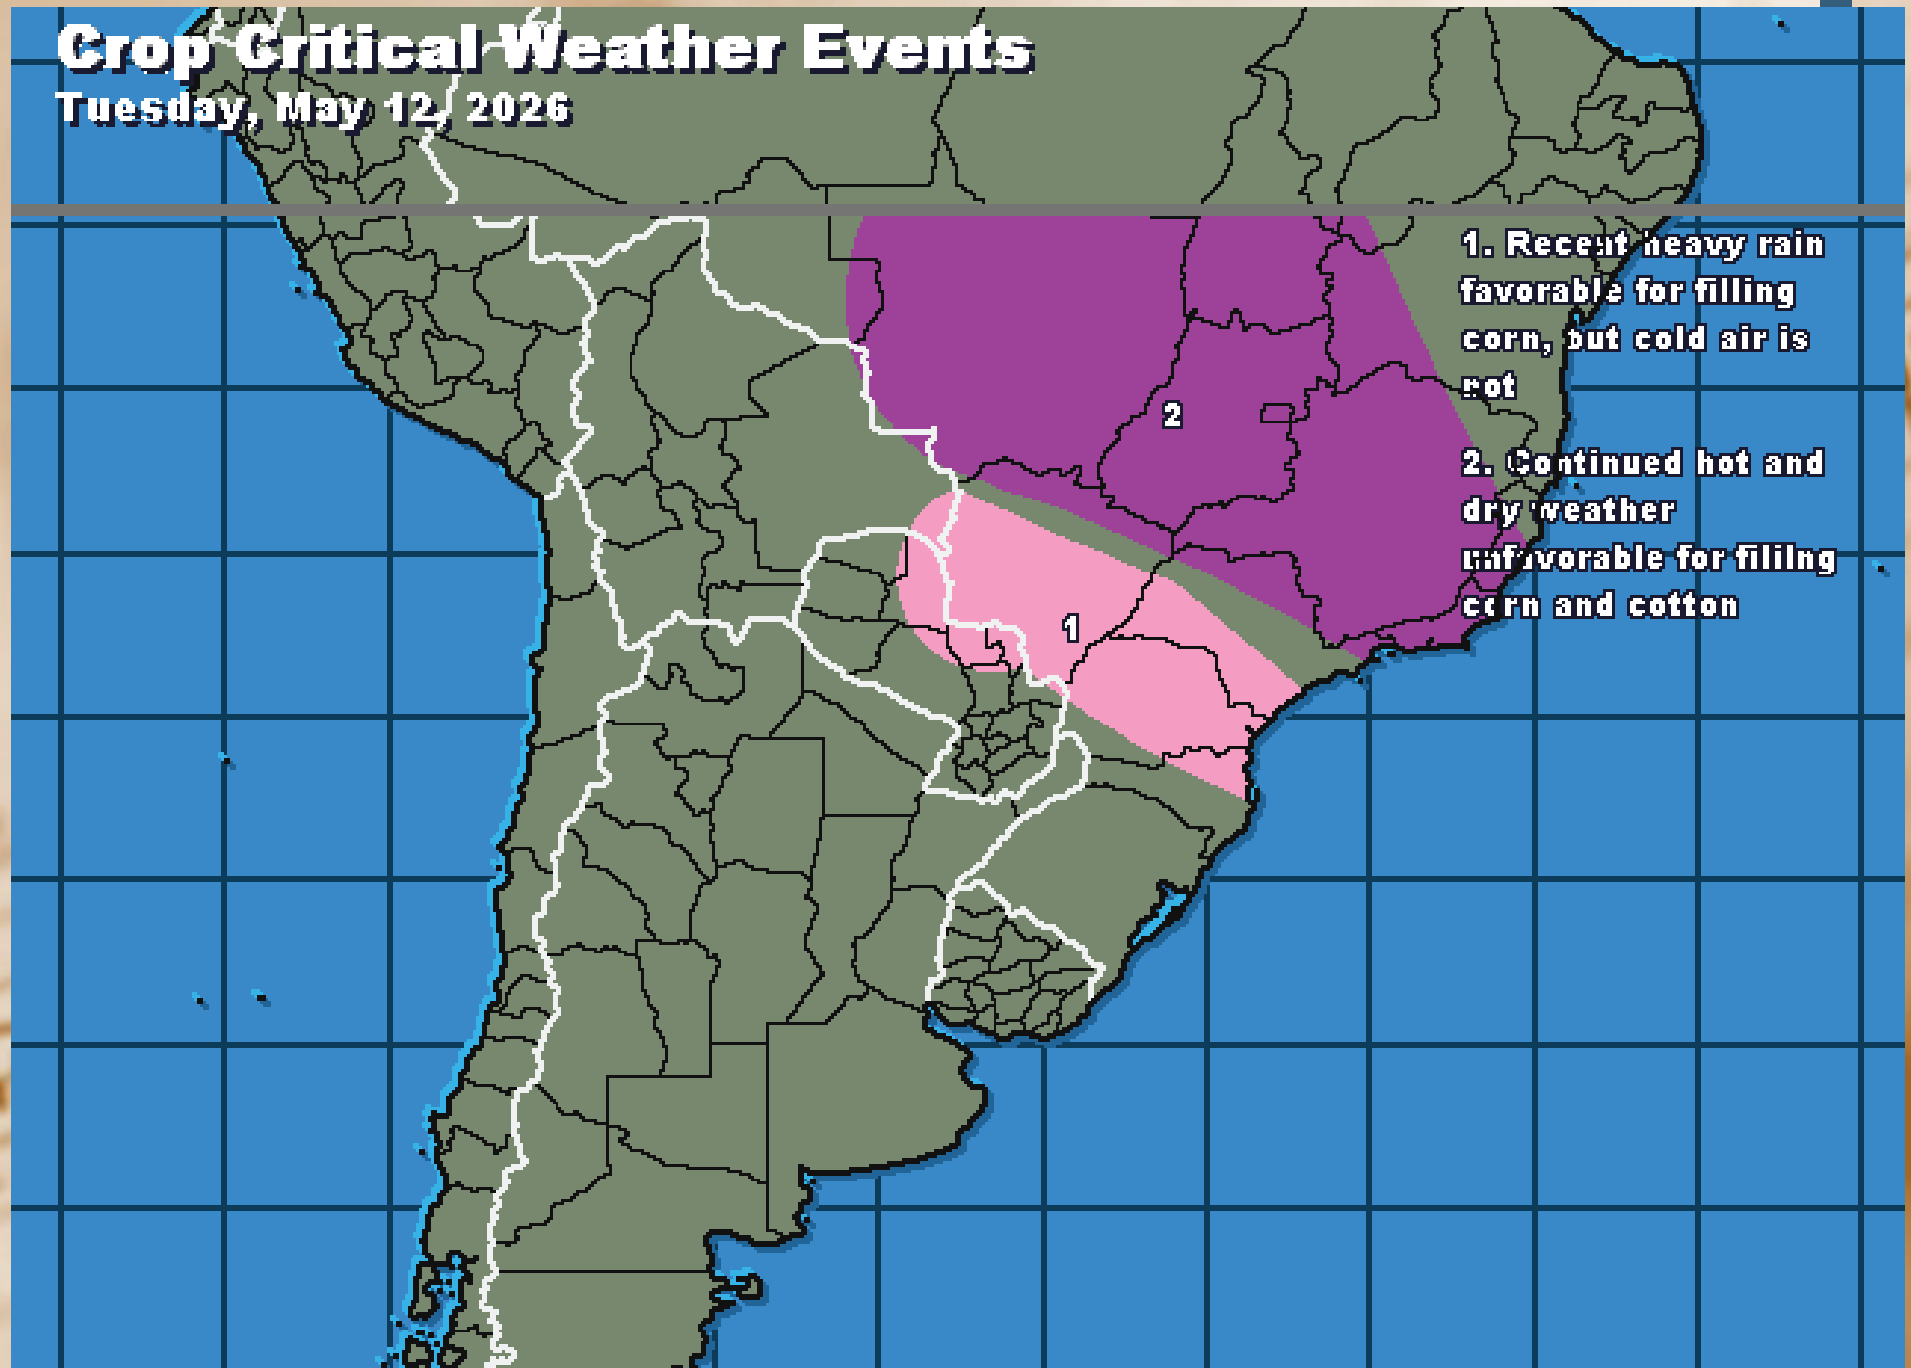 Crop Critical Weather Events
Tuesday, May 12, 2026
1. Recent heavy rain
favorable for filling
corn, but cold air is
not
2
2. Continued hot and
dry weather
unfavorable for fililng
corn and cotton
1